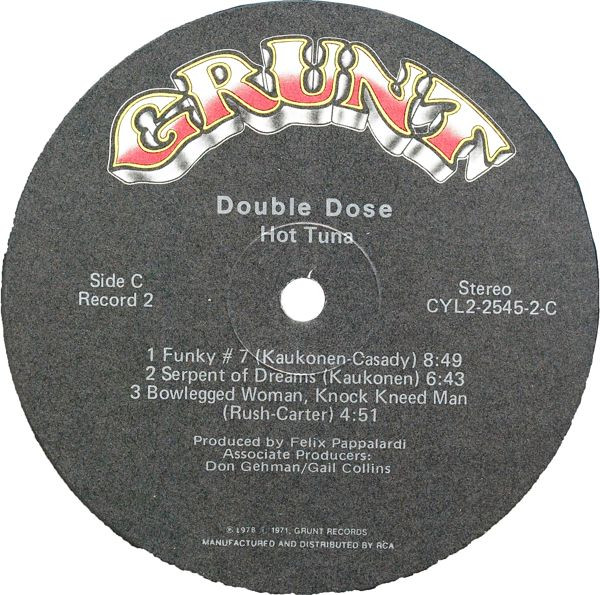 GRUNT
Double Dose
Hot Tuna
Side C
Record 2
Stereo
CYL2-2545-2-C
1 Funky # 7 (Kaukonen-Casady) 8:49
2 Serpent of Dreams (Kaukonen) 6:43
3 Bowlegged Woman, Knock Kneed Man
(Rush-Carter) 4:51
Produced by Felix Pappalardi
Associate Producers:
Don Gehman/Gail Collins
℗ 1978 1971, GRUNT RECORDS
MANUFACTURED AND DISTRIBUTED BY RCA